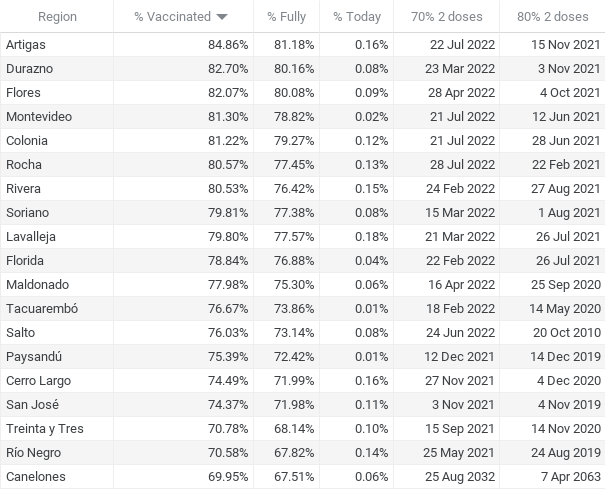 Region % Vaccinated % Fully % Today 70% 2 doses 80% 2 doses
Artigas 84.86% 81.18% 0.16% 22 Jul 2022 15 Nov 2021
Durazno 82.70% 80.16% 0.08% 23 Mar 2022 3 Nov 2021
Flores 82.07% 80.08% 0.09% 28 Apr 2022 4 Oct 2021
Montevideo 81.30% 78.82% 0.02% 21 Jul 2022 12 Jun 2021
Colonia 81.22% 79.27% 0.12% 21 Jul 2022 28 Jun 2021
Rocha 80.57% 77.45% 0.13% 28 Jul 2022 22 Feb 2021
Rivera 80.53% 76.42% 0.15% 24 Feb 2022 27 Aug 2021
Soriano 79.81% 77.38% 0.08% 15 Mar 2022 1 Aug 2021
Lavalleja 79.80% 77.57% 0.18% 21 Mar 2022 26 Jul 2021
Florida 78.84% 76.88% 0.04% 22 Feb 2022 26 Jul 2021
Maldonado 77.98% 75.30% 0.06% 16 Apr 2022 25 Sep 2020
Tacuarembó 76.67% 73.86% 0.01% 18 Feb 2022 14 May 2020
Salto 76.03% 73.14% 0.08% 24 Jun 2022 20 Oct 2010
Paysandú 75.39% 72.42% 0.01% 12 Dec 2021 14 Dec 2019
Cerro Largo 74.49% 71.99% 0.16% 27 Nov 2021 4 Dec 2020
San José 74.37% 71.98% 0.11% 3 Nov 2021 4 Nov 2019
Treinta y Tres 70.78% 68.14% 0.10% 15 Sep 2021 14 Nov 2020
Río Negro 70.58% 67.82% 0.14% 25 May 2021 24 Aug 2019
Canelones 69.95% 67.51% 0.06% 25 Aug 2032 7 Apr 2063